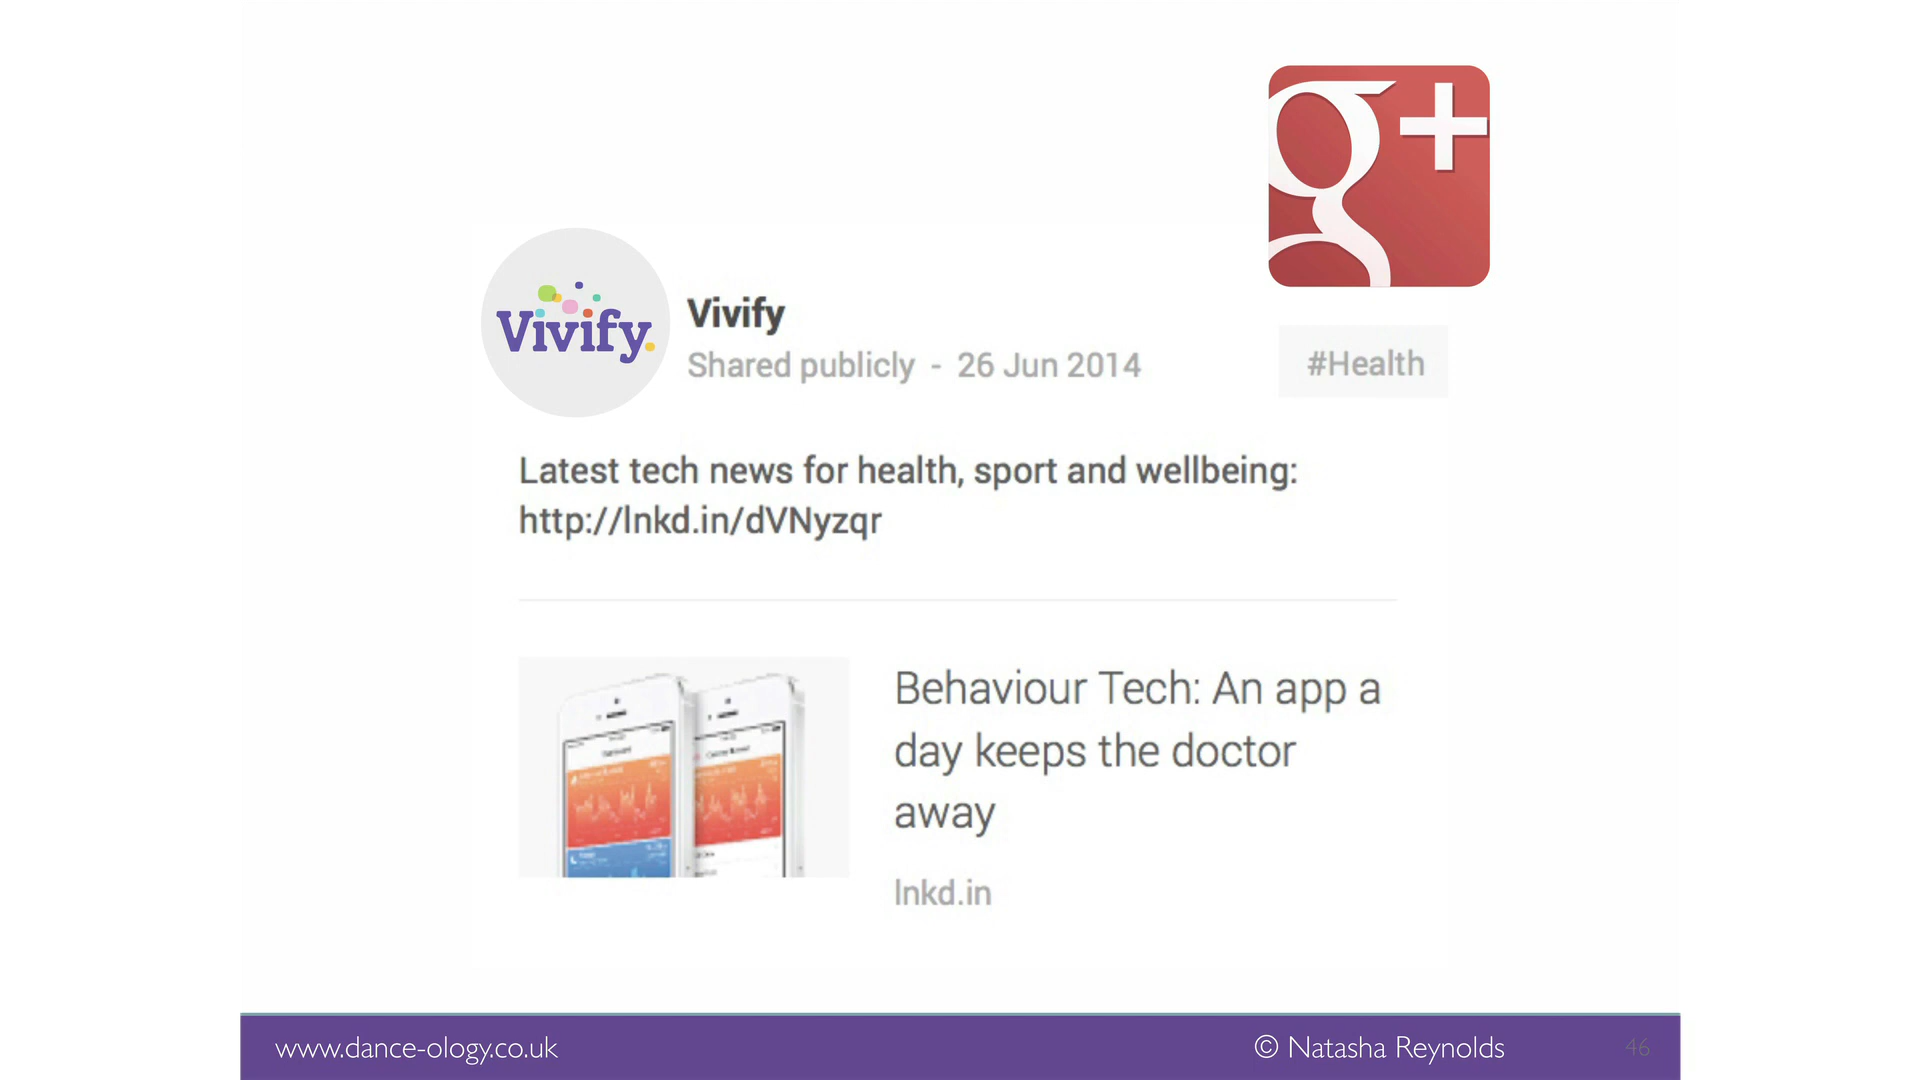 g+
Vivify
Vivify
Shared publicly - 26 Jun 2014
#Health
Latest tech news for health, sport and wellbeing:
http://lnkd.in/dVNyzqr
Behaviour Tech: An app a
day keeps the doctor
away
lnkd.in
www.dance-ology.co.uk
© Natasha Reynolds
46